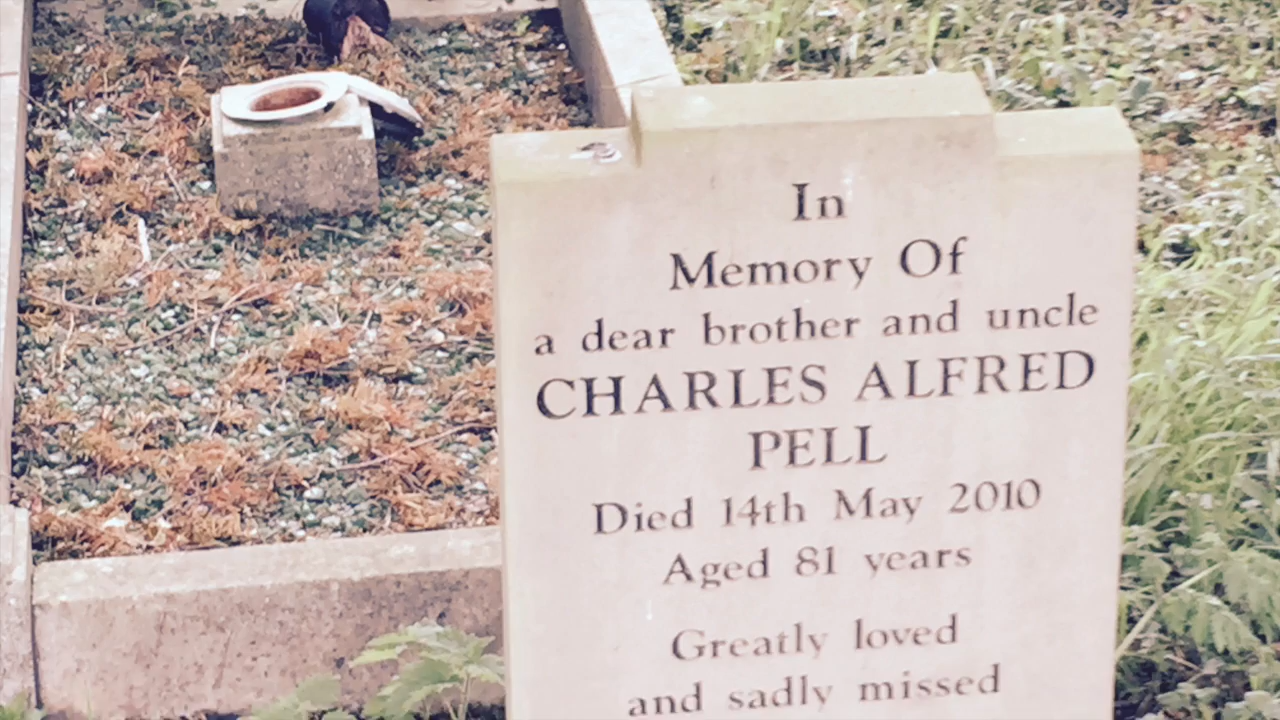 In
Memory Of
a dear brother and uncle
CHARLES ALFRED
PELL
Died 14th May 2010
Aged 81 years
Greatly loved
and sadly missed